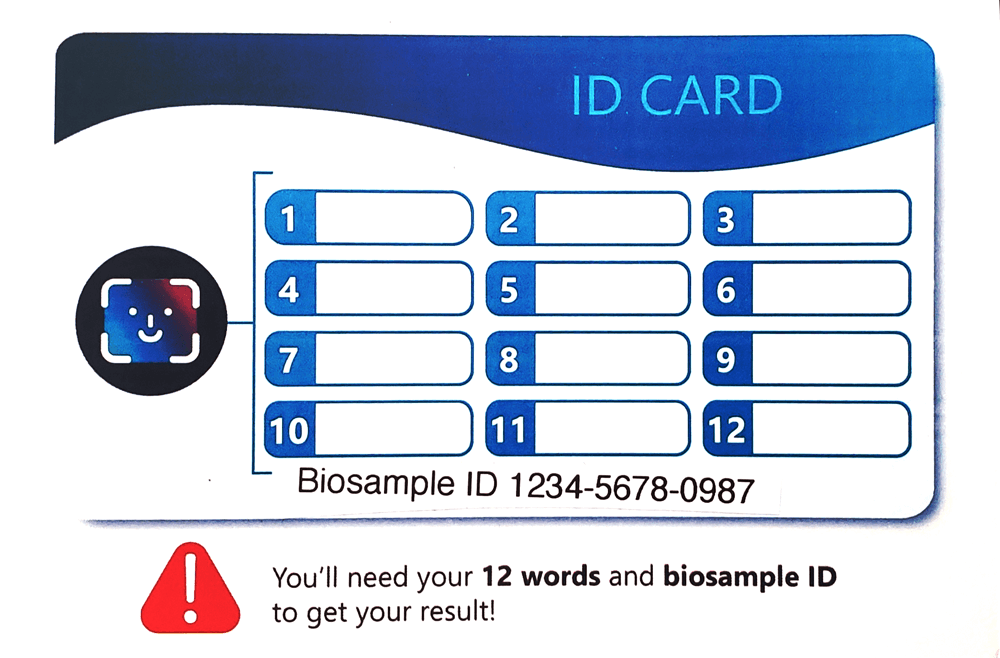 ID CARD
1 2 3
4 5 6
7 8 9
10 11 12
Biosample ID 1234-5678-0987
You'll need your 12 words and biosample ID
to get your result!